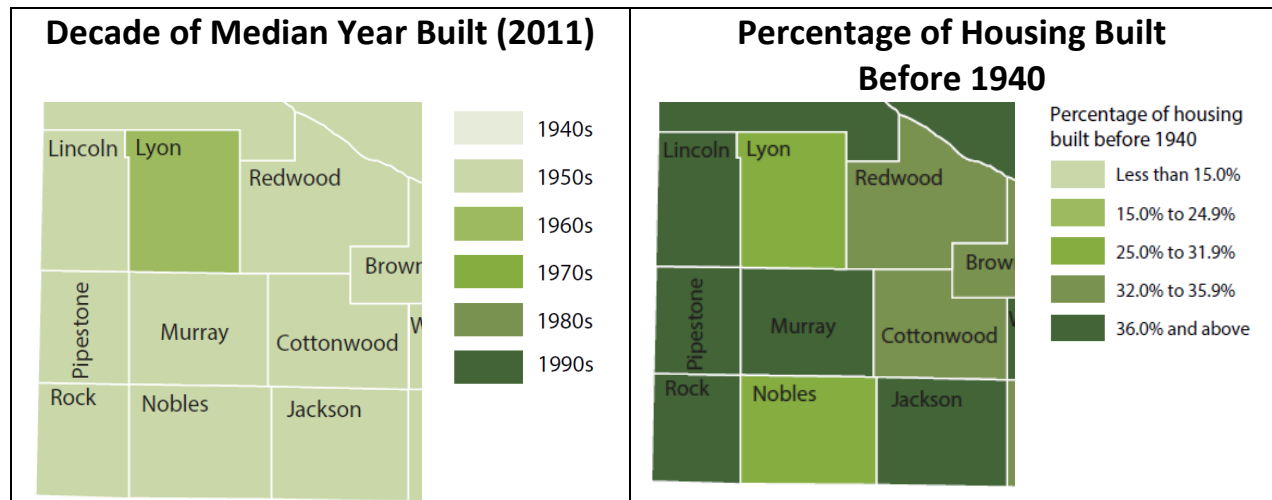 Decade of Median Year Built (2011)
Lincoln
Lyon
Redwood
Brown
Pipestone
Murray
Cottonwood
W
Rock
Nobles
Jackson
1940s
1950s
1960s
1970s
1980s
1990s
Percentage of Housing Built
Before 1940
Lincoln
Lyon
Redwood
Brown
Pipestone
Murray
Cottonwood
Rock
Nobles
Jackson
Percentage of housing
built before 1940
Less than 15.0%
15.0% to 24.9%
25.0% to 31.9%
32.0% to 35.9%
36.0% and above